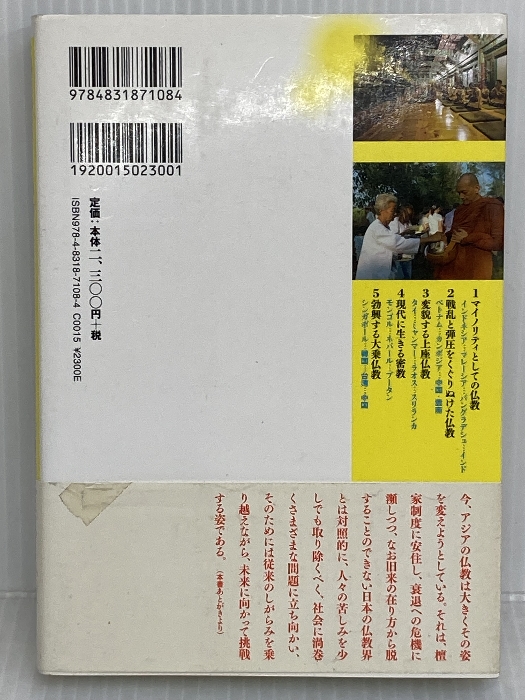 9784831871084
1920015023001
定価：本体二、三〇〇円＋税
ISBN978-4-8318-7108-4 C0015 ¥2300E
1 マイノリティとしての仏教
インドネシア…マレーシア…バングラデシュ…インド
2 戦乱と弾圧をくぐりぬけた仏教
ベトナム…カンボジア…中国・雲南
3 変貌する上座仏教
タイ…ミャンマー…ラオス…スリランカ
4 現代に生きる密教
モンゴル…ネパール…ブータン
5 勃興する大乗仏教
シンガポール…韓国…台湾…中国
今、アジアの仏教は大きくその姿
を変えようとしている。それは、檀
家制度に安住し、衰退への危機に
瀕しつつ、なお旧来の在り方から脱
することのできない日本の仏教界
とは対照的に、人々の苦しみを少
しでも取り除くべく、社会に渦巻
くさまざまな問題に立ち向かい、
そのためには従来のしがらみを乗
り越えながら、未来に向かって挑戦
する姿である。（本書あとがきより）